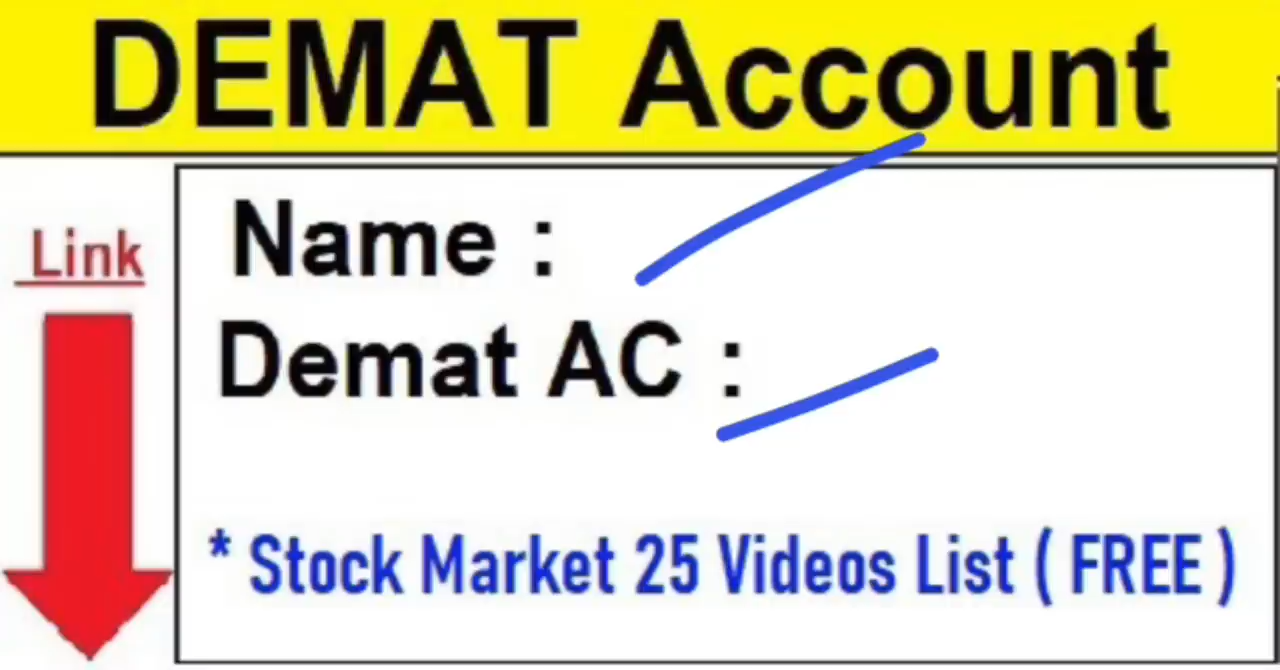 DEMAT Account
Link
Name :
Demat AC :
* Stock Market 25 Videos List ( FREE )